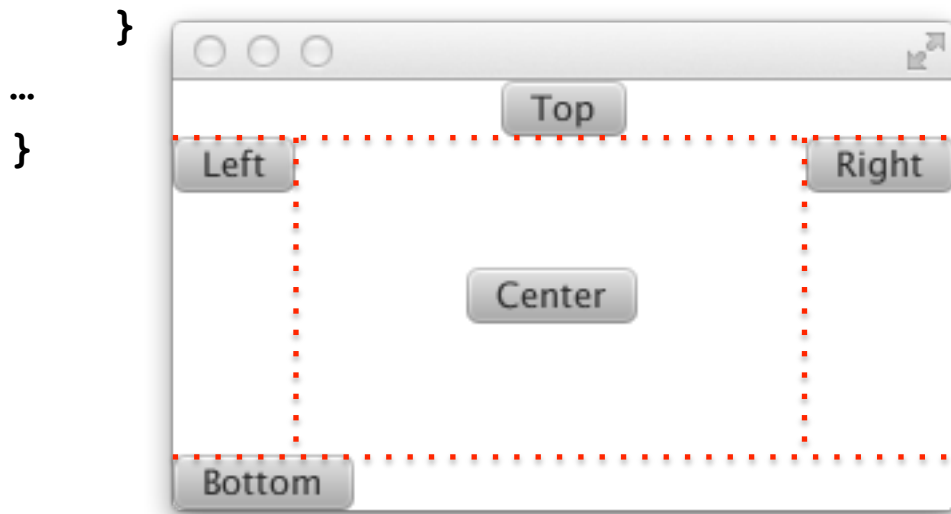 }
…
}
Top
Left
Right
Center
Bottom